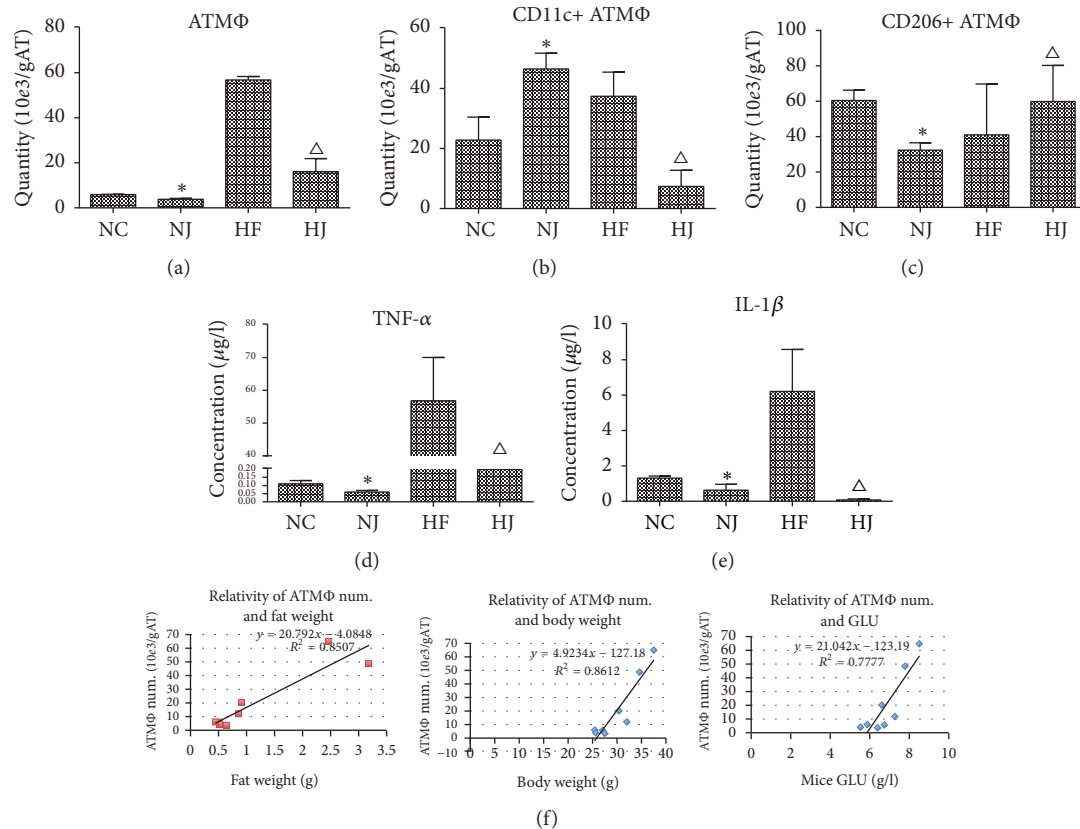 ATMΦ
Quantity (10e3/gAT)
80
60
40
20
0
*
△
NC NJ HF HJ
(a)
CD11c+ ATMΦ
Quantity (10e3/gAT)
60
40
20
0
*
△
NC NJ HF HJ
(b)
CD206+ ATMΦ
Quantity (10e3/gAT)
100
80
60
40
20
0
*
△
NC NJ HF HJ
(c)
TNF-α
Concentration (μg/l)
80
70
60
50
40
0.20
0.15
0.10
0.05
0.00
*
△
NC NJ HF HJ
(d)
IL-1β
Concentration (μg/l)
10
8
6
4
2
0
*
△
NC NJ HF HJ
(e)
Relativity of ATMΦ num.
and fat weight
y = 20.792x − 4.0848
R² = 0.8507
ATMΦ num. (10e3/gAT)
70
60
50
40
30
20
10
0
0 0.5 1 1.5 2 2.5 3 3.5
Fat weight (g)
Relativity of ATMΦ num.
and body weight
y = 4.9234x − 127.18
R² = 0.8612
ATMΦ num. (10e3/gAT)
70
60
50
40
30
20
10
0
−10
0 5 10 15 20 25 30 35 40
Body weight (g)
Relativity of ATMΦ num.
and GLU
y = 21.042x − 123.19
R² = 0.7777
ATMΦ num. (10e3/gAT)
70
60
50
40
30
20
10
0
0 2 4 6 8 10
Mice GLU (g/l)
(f)